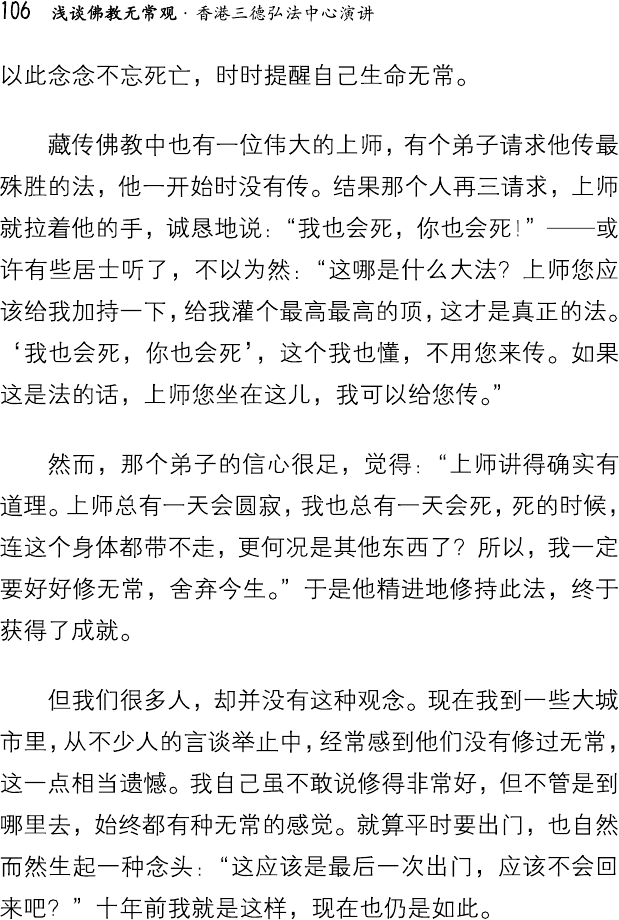 106 浅谈佛教无常观·香港三德弘法中心演讲
以此念念不忘死亡，时时提醒自己生命无常。
藏传佛教中也有一位伟大的上师，有个弟子请求他传最
殊胜的法，他一开始时没有传。结果那个人再三请求，上师
就拉着他的手，诚恳地说：“我也会死，你也会死！”——或
许有些居士听了，不以为然：“这哪是什么大法？上师您应
该给我加持一下，给我灌个最高最高的顶，这才是真正的法。
‘我也会死，你也会死’，这个我也懂，不用您来传。如果
这是法的话，上师您坐在这儿，我可以给您传。”
然而，那个弟子的信心很足，觉得：“上师讲得确实有
道理。上师总有一天会圆寂，我也总有一天会死，死的时候，
连这个身体都带不走，更何况是其他东西了？所以，我一定
要好好修无常，舍弃今生。”于是他精进地修持此法，终于
获得了成就。
但我们很多人，却并没有这种观念。现在我到一些大城
市里，从不少人的言谈举止中，经常感到他们没有修过无常，
这一点相当遗憾。我自己虽不敢说修得非常好，但不管是到
哪里去，始终都有种无常的感觉。就算平时要出门，也自然
而然生起一种念头：“这应该是最后一次出门，应该不会回
来吧？”十年前我就是这样，现在也仍是如此。